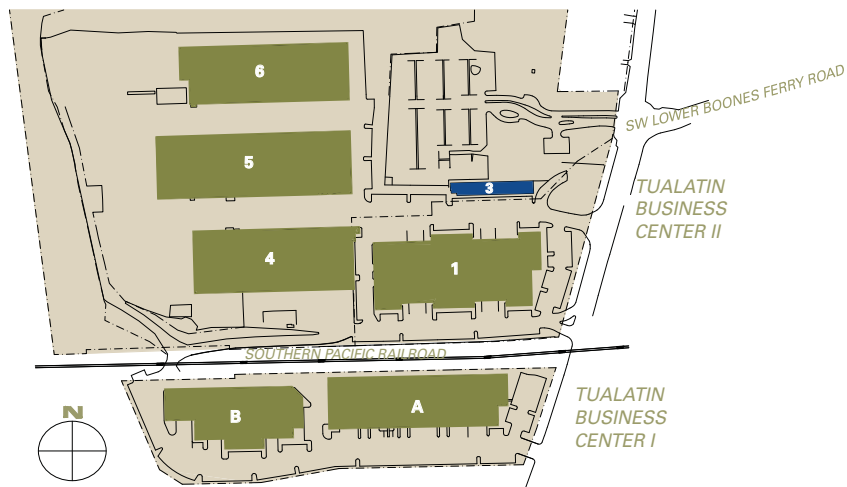 6
SW LOWER BOONES FERRY ROAD
5
3
TUALATIN
BUSINESS
CENTER II
4
1
SOUTHERN PACIFIC RAILROAD
TUALATIN
BUSINESS
CENTER I
B
A
N